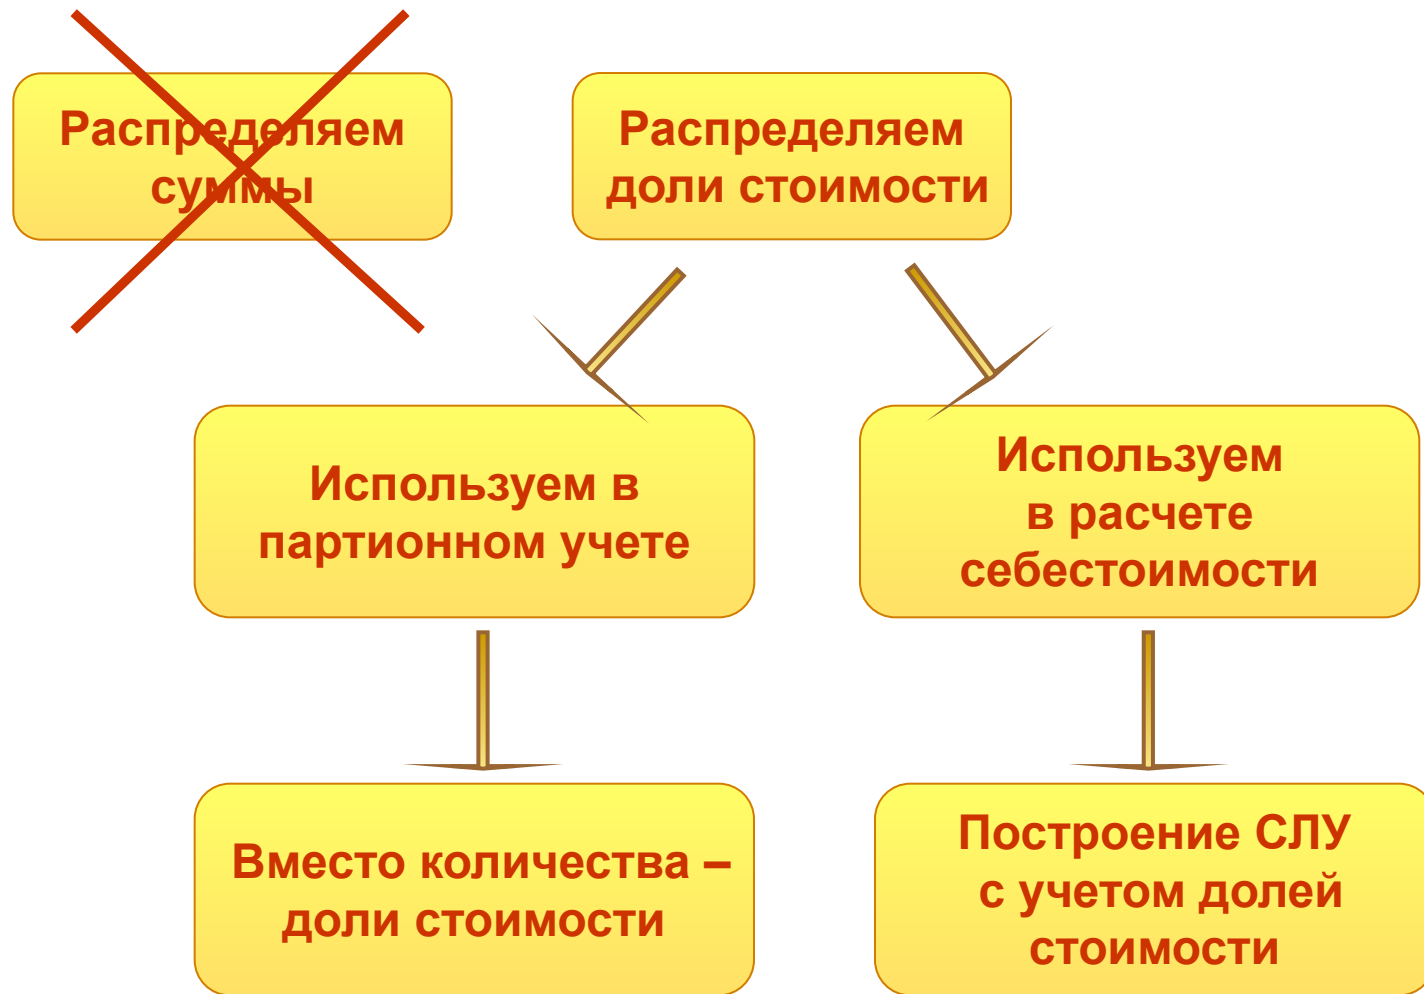 Распределяем
суммы
Распределяем
доли стоимости
Используем в
партионном учете
Используем
в расчете
себестоимости
Вместо количества –
доли стоимости
Построение СЛУ
с учетом долей
стоимости